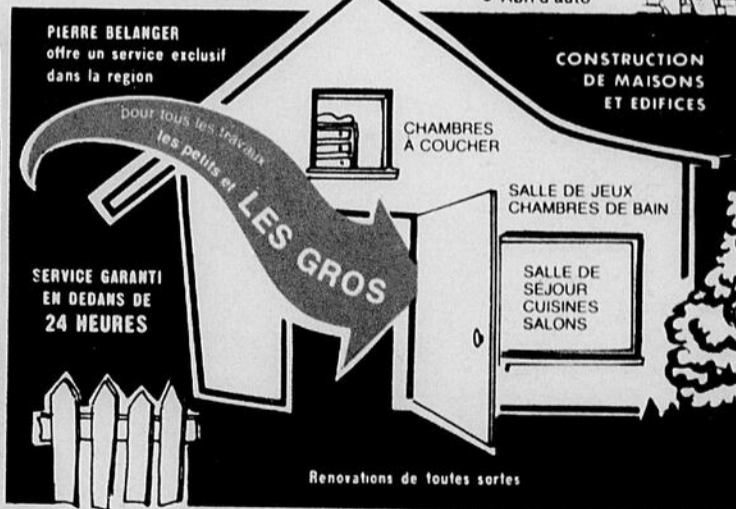 Abri d'auto
PIERRE BELANGER
offre un service exclusif
dans la region
CONSTRUCTION
DE MAISONS
ET EDIFICES
pour tous les travaux
les petits et LES GROS
CHAMBRES
À COUCHER
SALLE DE JEUX
CHAMBRES DE BAIN
SALLE DE
SÉJOUR
CUISINES
SALONS
SERVICE GARANTI
EN DEDANS DE
24 HEURES
Renovations de toutes sortes